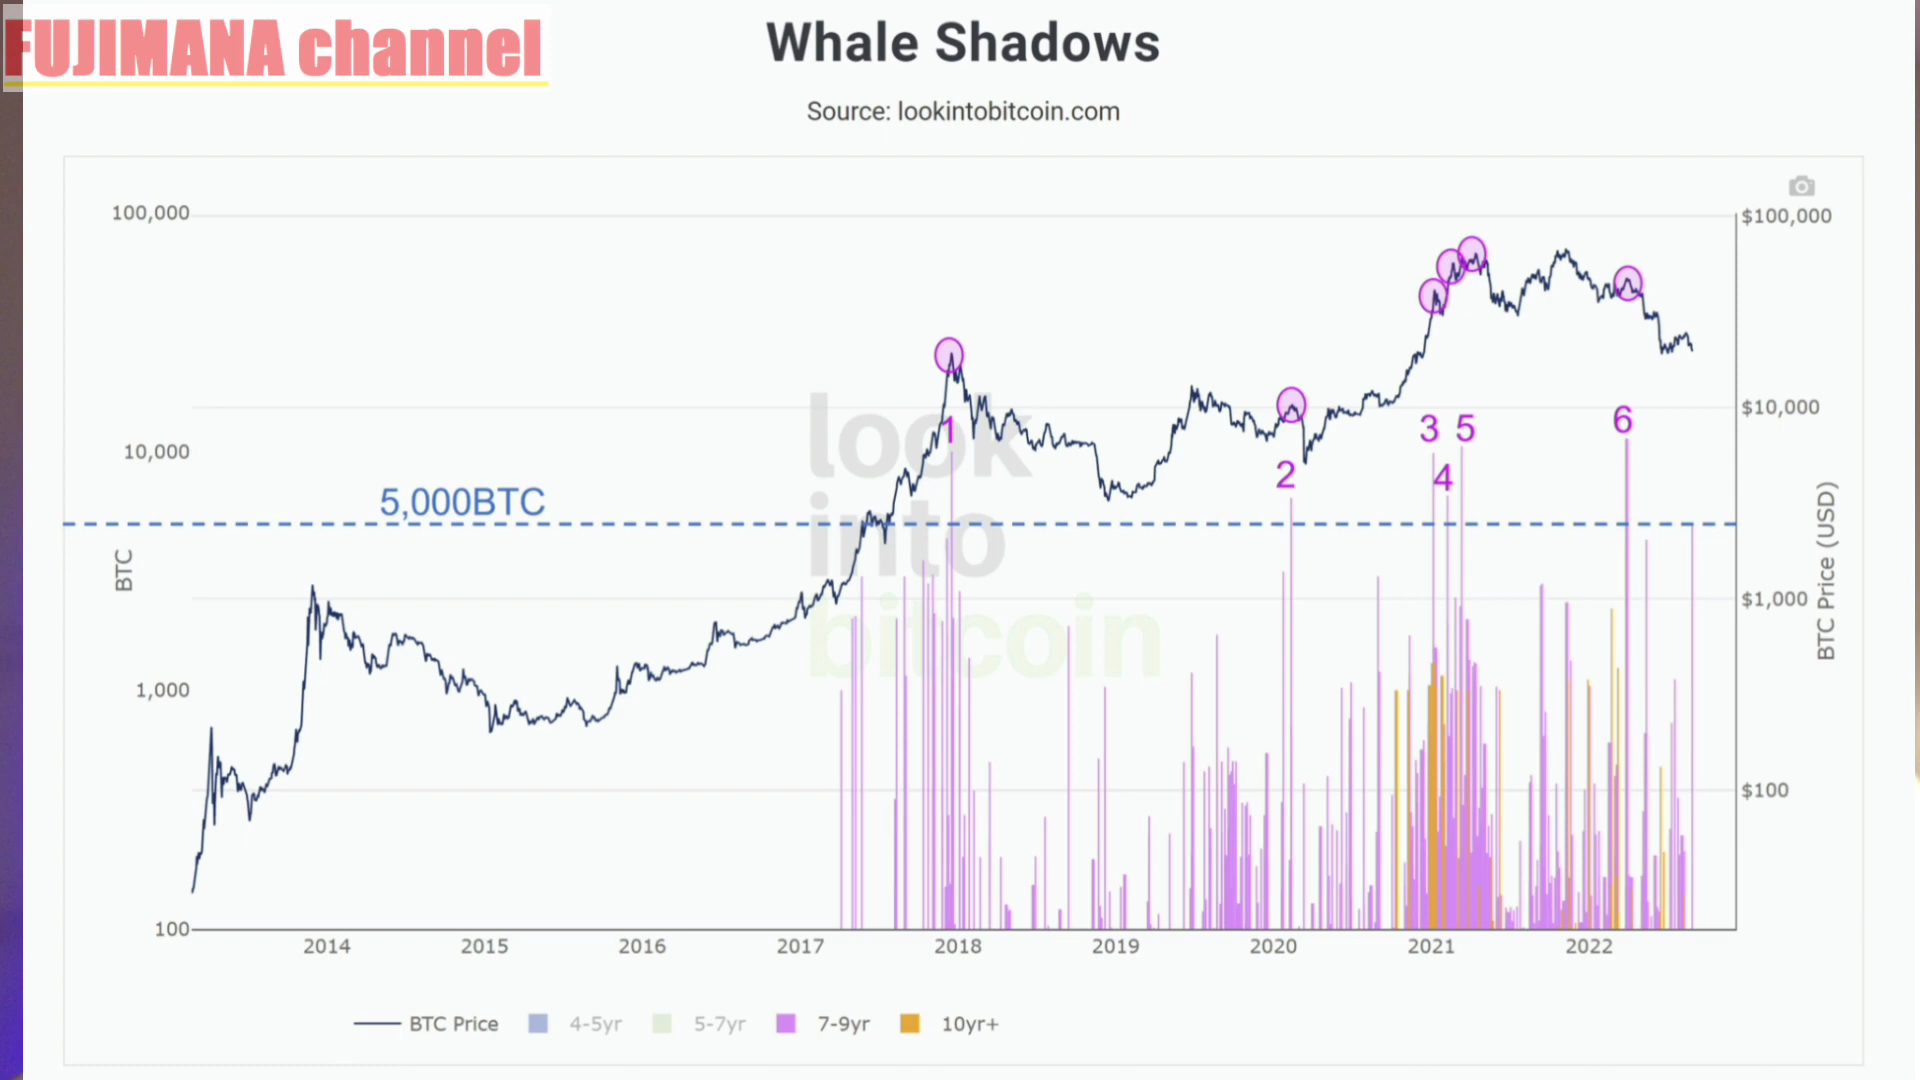 FUJIMANA channel
Whale Shadows
Source: lookintobitcoin.com
100,000
10,000
1,000
100
BTC
$100,000
$10,000
$1,000
$100
BTC Price (USD)
5,000BTC
look
into
bitcoin
1
2
3
4
5
6
2014 2015 2016 2017 2018 2019 2020 2021 2022
BTC Price 4-5yr 5-7yr 7-9yr 10yr+